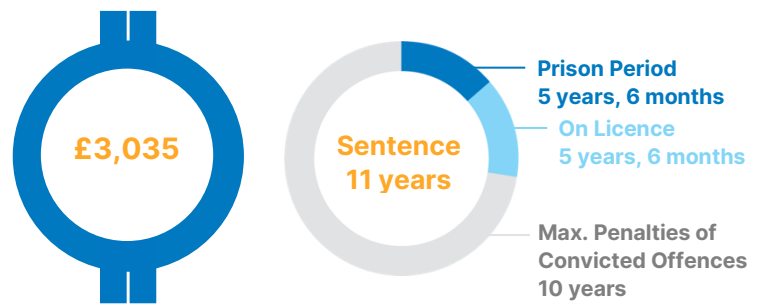 £3,035
Sentence
11 years
Prison Period
5 years, 6 months
On Licence
5 years, 6 months
Max. Penalties of
Convicted Offences
10 years